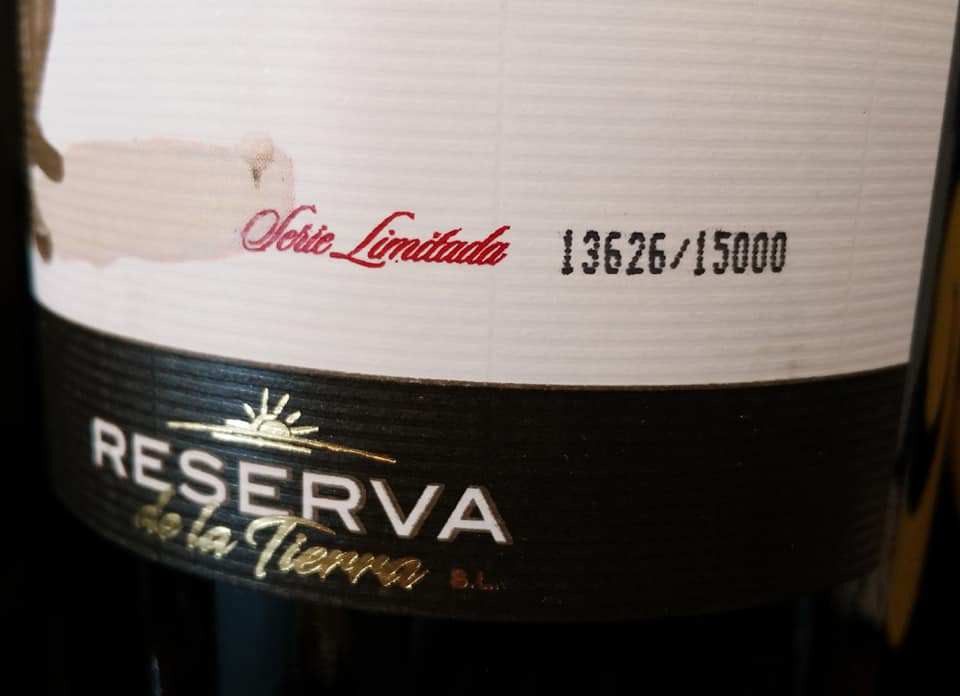 Serie Limitada 13626/15000
RESERVA
de la Tierra S.L.